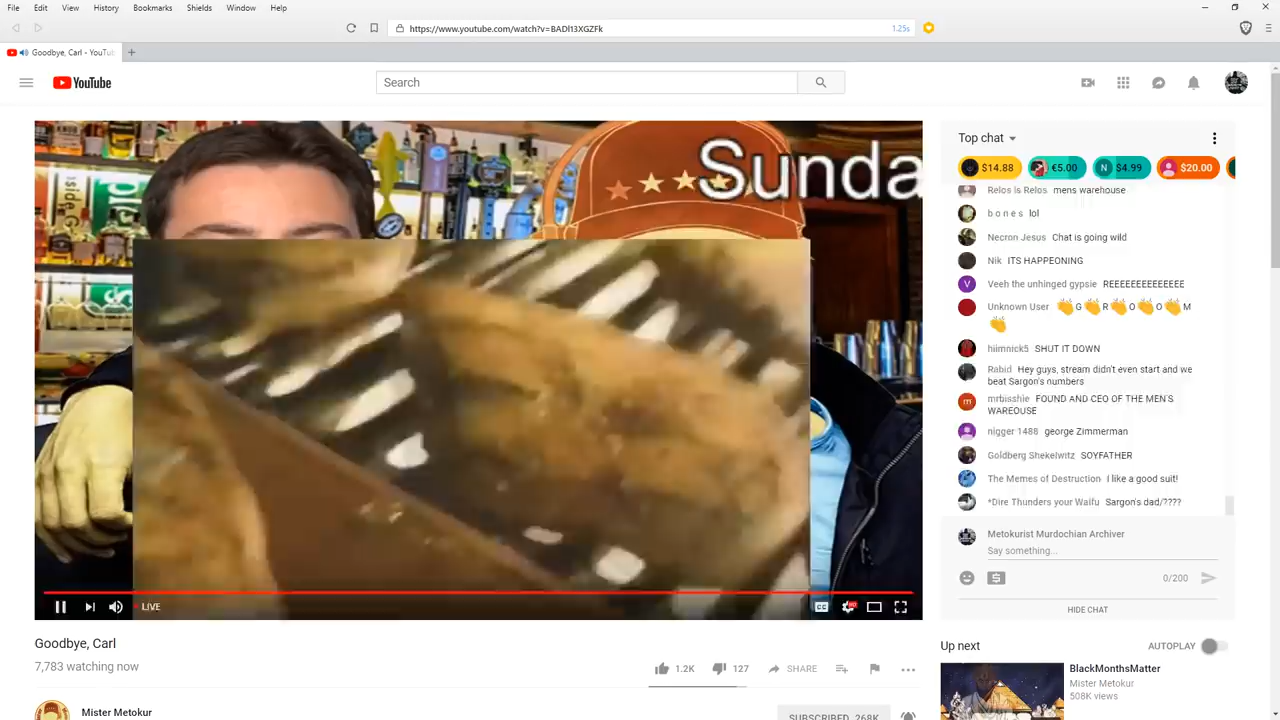 File Edit View History Bookmarks Shields Window Help
https://www.youtube.com/watch?v=BADl13XGZFk 1.25s
Goodbye, Carl - YouTub
YouTube
Search
Sunda
LIVE
CC
HD
Goodbye, Carl
7,783 watching now
1.2K 127 SHARE
Mister Metokur
SUBSCRIBED 268K
Top chat
$14.88 €5.00 N $4.99 $20.00
Relos is Relos mens warehouse
b o n e s lol
Necron Jesus Chat is going wild
Nik ITS HAPPEONING
V Veeh the unhinged gypsie REEEEEEEEEEEEEE
Unknown User 👏 G 👏 R 👏 O 👏 O 👏 M
👏
hiimnick5 SHUT IT DOWN
Rabid Hey guys, stream didn't even start and we
beat Sargon's numbers
m mrbisshie FOUND AND CEO OF THE MEN'S
WAREOUSE
nigger 1488 george Zimmerman
Goldberg Shekelwitz SOYFATHER
The Memes of Destruction I like a good suit!
*Dire Thunders your Waifu Sargon's dad/????
Metokurist Murdochian Archiver
Say something...
0/200
HIDE CHAT
Up next AUTOPLAY
BlackMonthsMatter
Mister Metokur
508K views